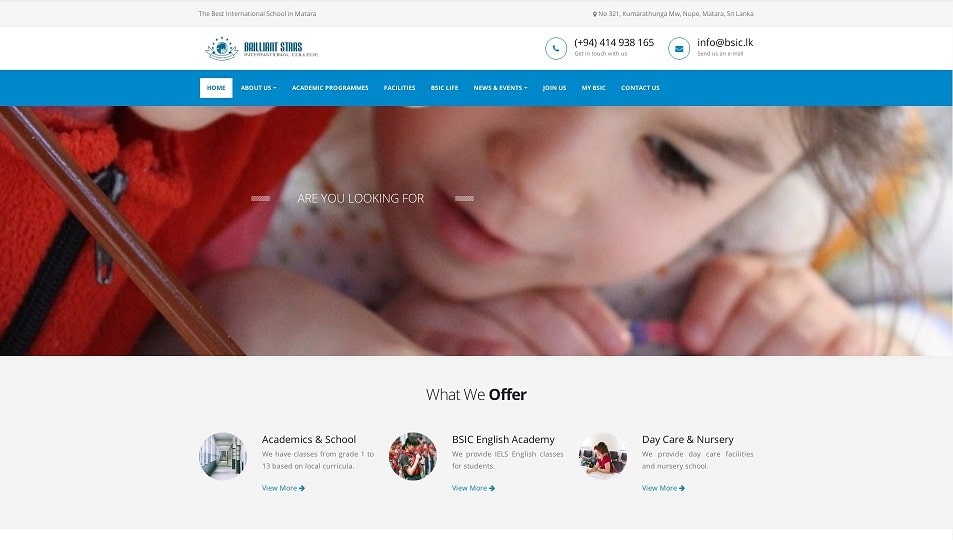 The Best International School in Matara
No 321, Kumarathunga Mw, Nupe, Matara, Sri Lanka
BRILLIANT STRAS
INTERNATIONAL COLLEGE
(+94) 414 938 165
Get in touch with us
info@bsic.lk
Send us an e-mail
HOME ABOUT US ACADEMIC PROGRAMMES FACILITIES BSIC LIFE NEWS & EVENTS JOIN US MY BSIC CONTACT US
ARE YOU LOOKING FOR
What We Offer
Academics & School
We have classes from grade 1 to
13 based on local curricula.
View More
BSIC English Academy
We provide IELS English classes
for students.
View More
Day Care & Nursery
We provide day care facilities
and nursery school.
View More